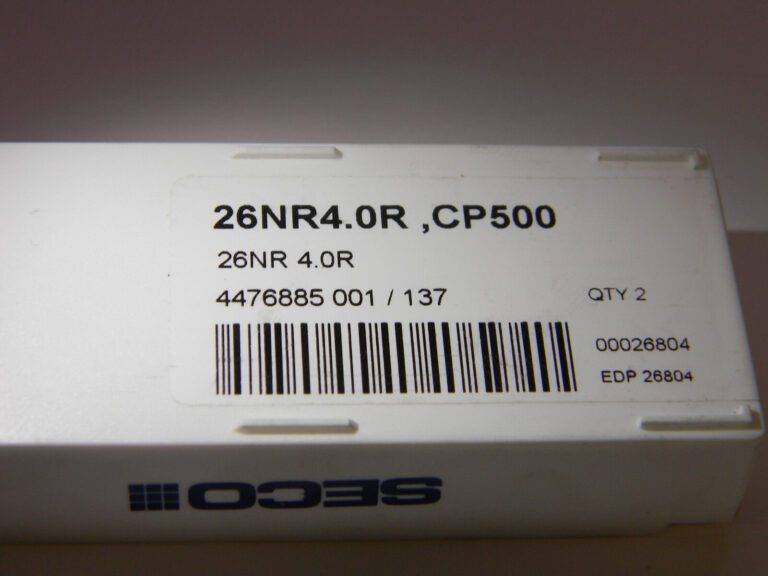 26NR4.0R ,CP500
26NR 4.0R
4476885 001 / 137
QTY 2
00026804
EDP 26804
SECO